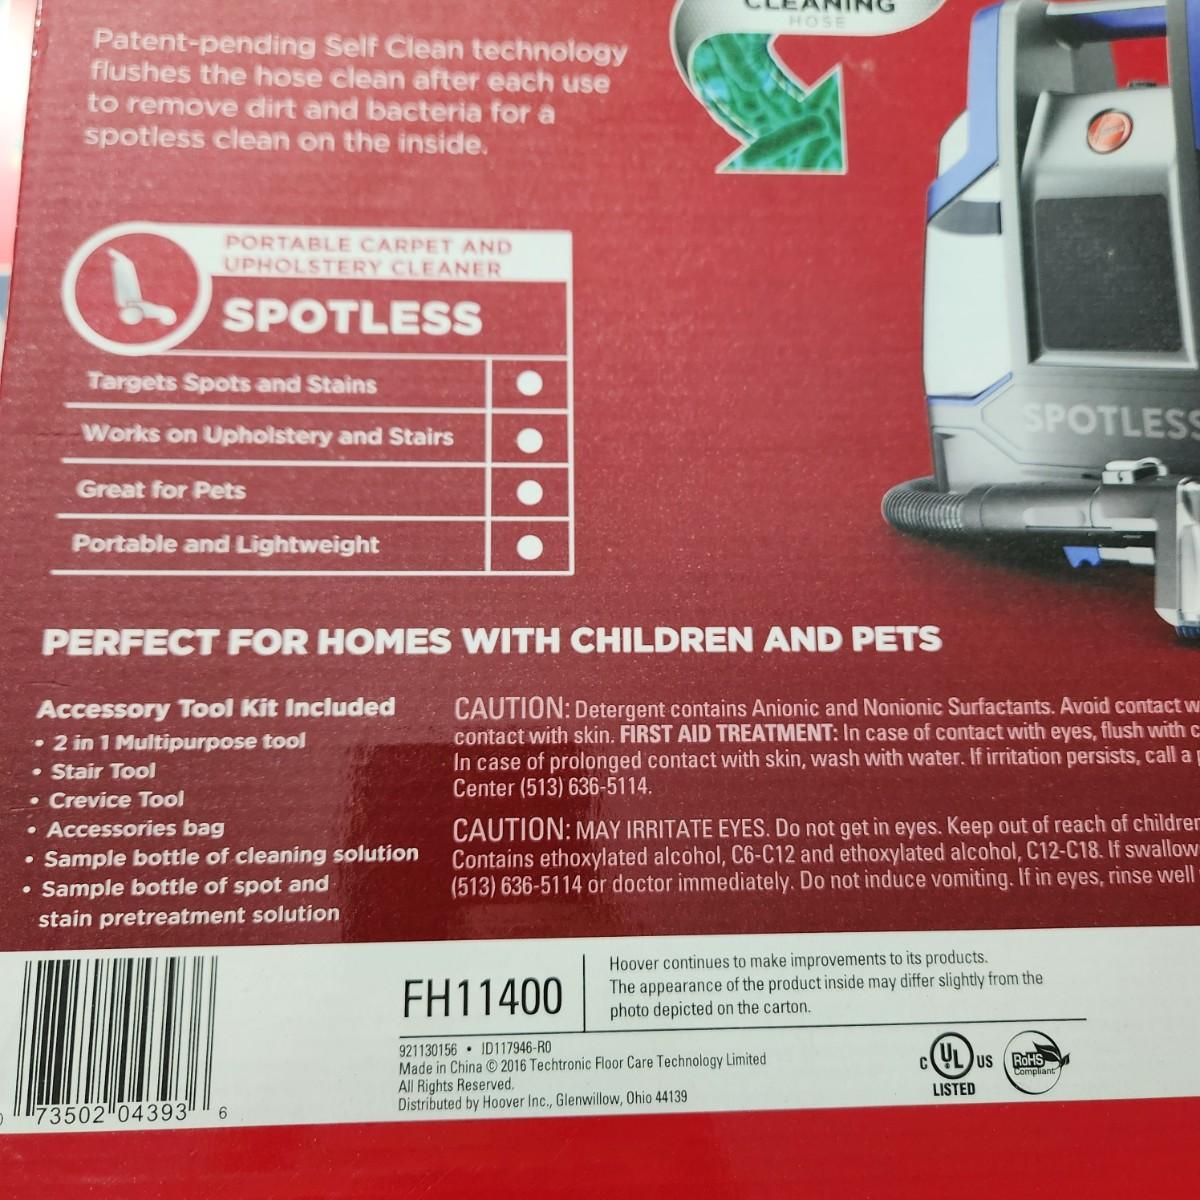 CLEANING
HOSE
Patent-pending Self Clean technology
flushes the hose clean after each use
to remove dirt and bacteria for a
spotless clean on the inside.
PORTABLE CARPET AND
UPHOLSTERY CLEANER
SPOTLESS
Targets Spots and Stains
Works on Upholstery and Stairs
Great for Pets
Portable and Lightweight
SPOTLESS
PERFECT FOR HOMES WITH CHILDREN AND PETS
Accessory Tool Kit Included
• 2 in 1 Multipurpose tool
• Stair Tool
• Crevice Tool
• Accessories bag
• Sample bottle of cleaning solution
• Sample bottle of spot and
stain pretreatment solution
CAUTION: Detergent contains Anionic and Nonionic Surfactants. Avoid contact
contact with skin. FIRST AID TREATMENT: In case of contact with eyes, flush with
In case of prolonged contact with skin, wash with water. If irritation persists, call a
Center (513) 636-5114.
CAUTION: MAY IRRITATE EYES. Do not get in eyes. Keep out of reach of
Contains ethoxylated alcohol, C6-C12 and ethoxylated alcohol, C12-C18. If
(513) 636-5114 or doctor immediately. Do not induce vomiting. If in eyes, rinse well
73502 04393 6
FH11400
Hoover continues to make improvements to its products.
The appearance of the product inside may differ slightly from the
photo depicted on the carton.
921130156 • ID117946-R0
Made in China © 2016 Techtronic Floor Care Technology Limited
All Rights Reserved.
Distributed by Hoover Inc., Glenwillow, Ohio 44139
C UL US
LISTED
RoHS
Compliant